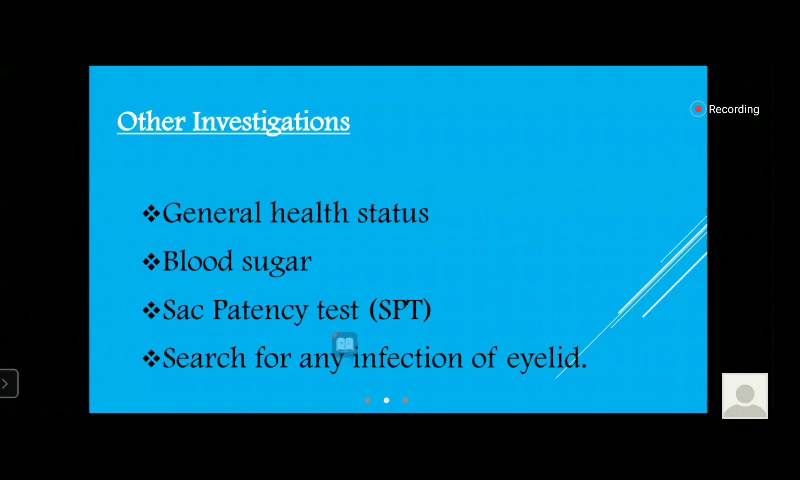 Other Investigations
Recording
❖General health status
❖Blood sugar
❖Sac Patency test (SPT)
❖Search for any infection of eyelid.